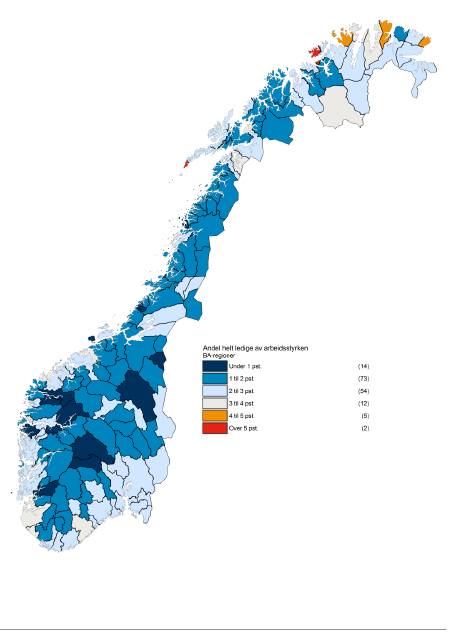 Andel helt ledige av arbeidsstyrken
BA-regioner
Under 1 pst. (14)
1 til 2 pst (73)
2 til 3 pst. (54)
3 til 4 pst (12)
4 til 5 pst. (5)
Over 5 pst. (2)